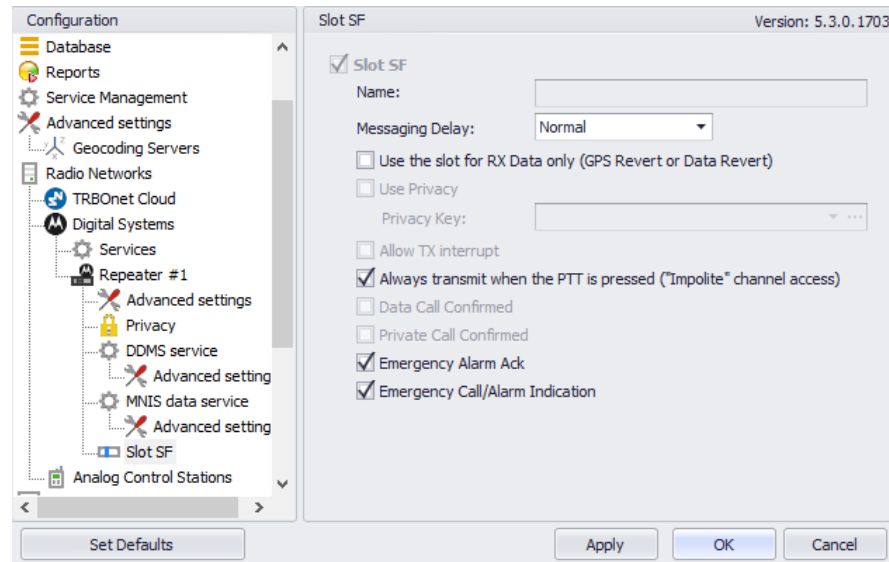 Configuration
Database
Reports
Service Management
Advanced settings
Geocoding Servers
Radio Networks
TRBOnet Cloud
Digital Systems
Services
Repeater #1
Advanced settings
Privacy
DDMS service
Advanced setting
MNIS data service
Advanced setting
Slot SF
Analog Control Stations
Set Defaults
Slot SF Version: 5.3.0.1703
Slot SF
Name:
Messaging Delay: Normal
Use the slot for RX Data only (GPS Revert or Data Revert)
Use Privacy
Privacy Key:
Allow TX interrupt
Always transmit when the PTT is pressed ("Impolite" channel access)
Data Call Confirmed
Private Call Confirmed
Emergency Alarm Ack
Emergency Call/Alarm Indication
Apply OK Cancel